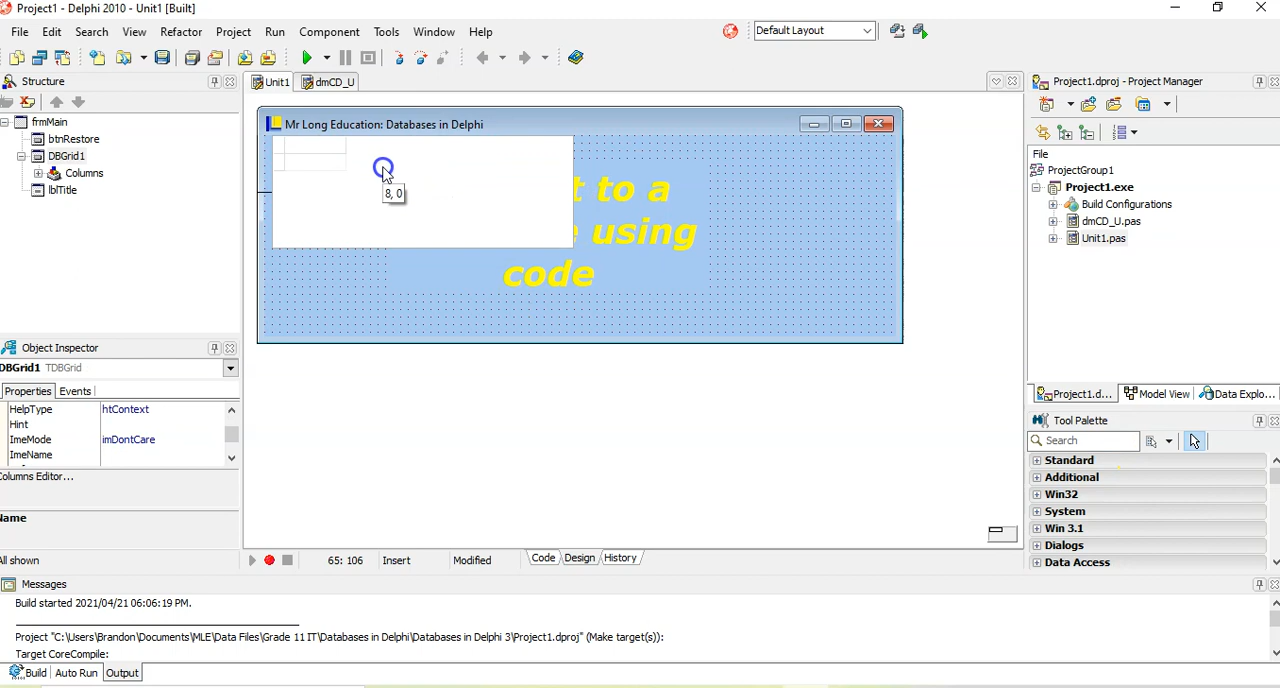 Project1 - Delphi 2010 - Unit1 [Built]
File Edit Search View Refactor Project Run Component Tools Window Help
Default Layout
Structure
Unit1 dmCD_U
Project1.dproj - Project Manager
frmMain
btnRestore
DBGrid1
Columns
lblTitle
Mr Long Education: Databases in Delphi
8, 0
t to a
e using
code
File
ProjectGroup1
Project1.exe
Build Configurations
dmCD_U.pas
Unit1.pas
Object Inspector
DBGrid1 TDBGrid
Properties Events
HelpType htContext
Hint
ImeMode imDontCare
ImeName
Columns Editor...
Name
All shown
Project1.d... Model View Data Explo...
Tool Palette
Search
Standard
Additional
Win32
System
Win 3.1
Dialogs
Data Access
65: 106 Insert Modified Code Design History
Messages
Build started 2021/04/21 06:06:19 PM.
Project "C:\Users\Brandon\Documents\MLE\Data Files\Grade 11 IT\Databases in Delphi\Databases in Delphi 3\Project1.dproj" (Make target(s)):
Target CoreCompile:
Build Auto Run Output